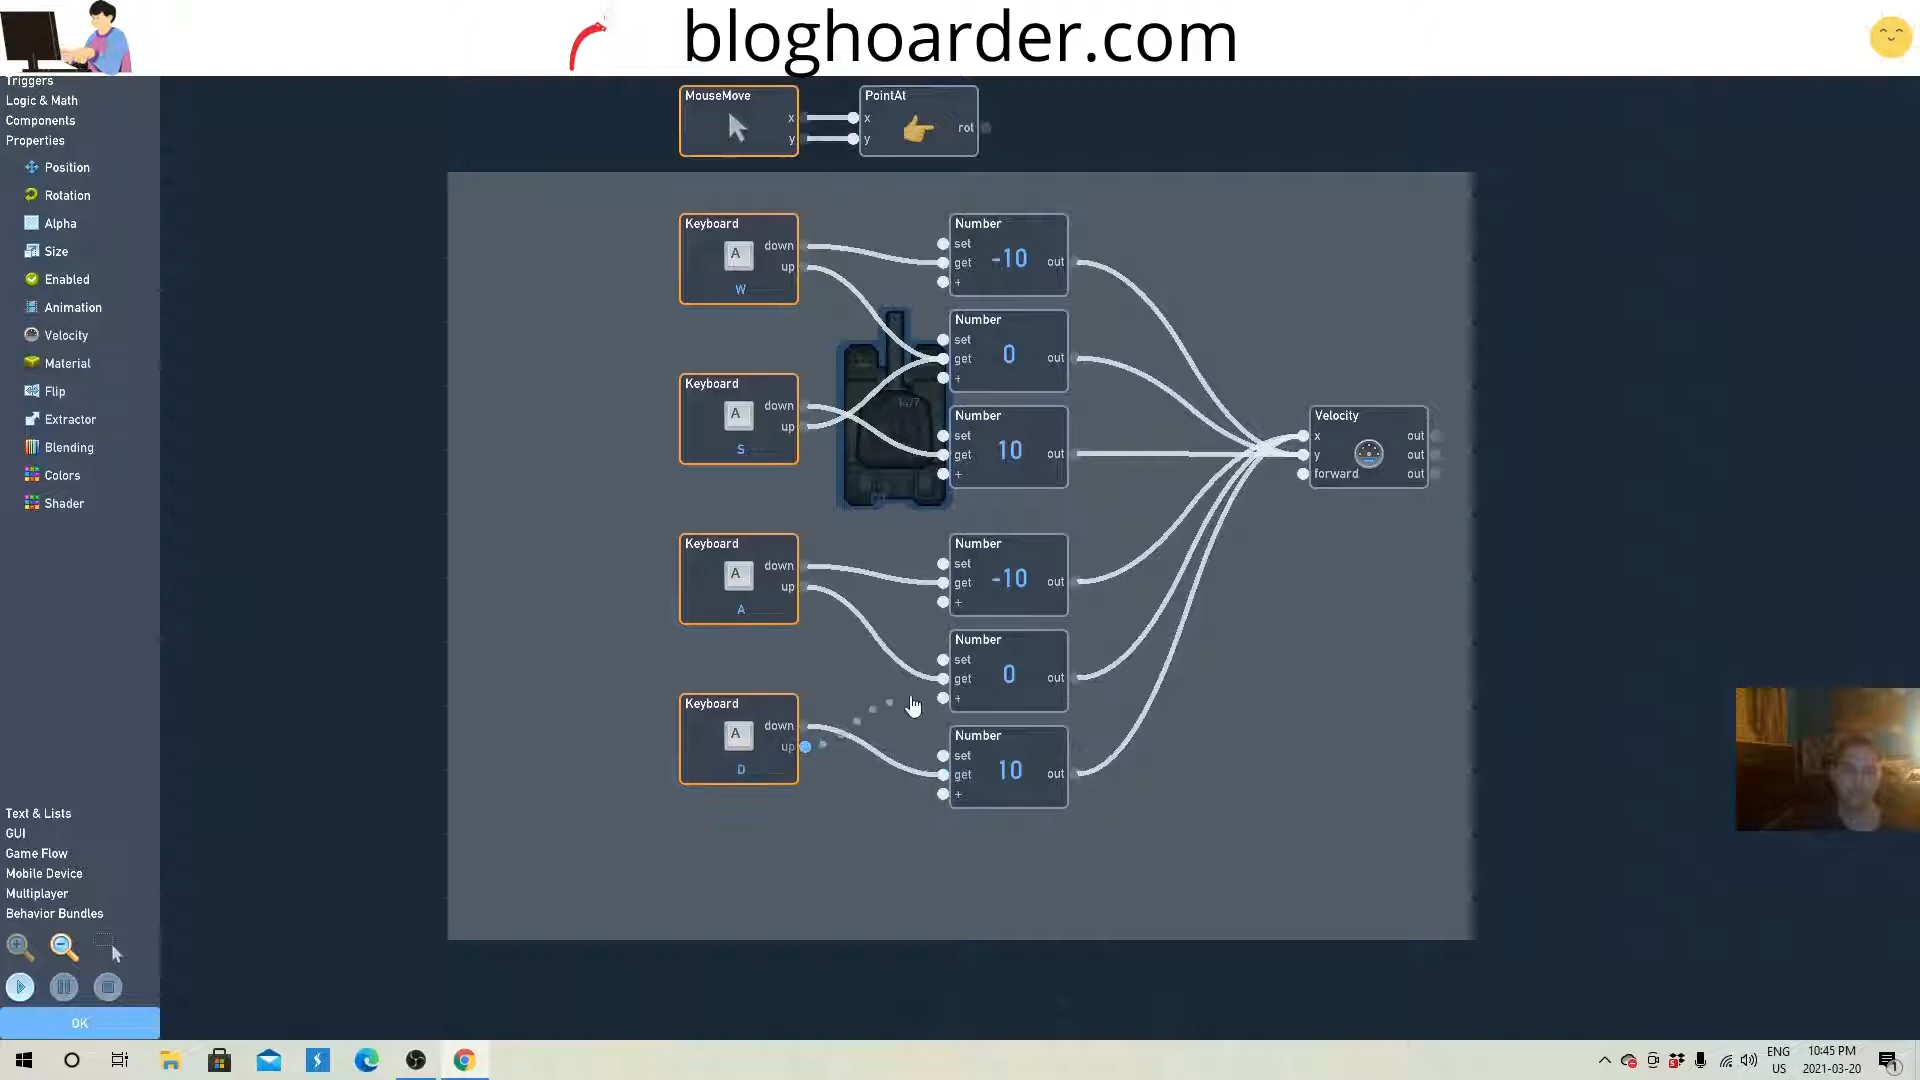 bloghoarder.com
Triggers
Logic & Math
Components
Properties
Position
Rotation
Alpha
Size
Enabled
Animation
Velocity
Material
Flip
Extractor
Blending
Colors
Shader
Text & Lists
GUI
Game Flow
Mobile Device
Multiplayer
Behavior Bundles
OK
MouseMove
x
y
PointAt
x
y
rot
Keyboard
A
down
up
W
Number
set
get
+
-10
out
Number
set
get
+
0
out
Keyboard
A
down
up
S
14/7
Number
set
get
+
10
out
Velocity
x
y
forward
out
out
out
Keyboard
A
down
up
A
Number
set
get
+
-10
out
Number
set
get
+
0
out
Keyboard
A
down
up
D
Number
set
get
+
10
out
ENG
US
10:45 PM
2021-03-20
1